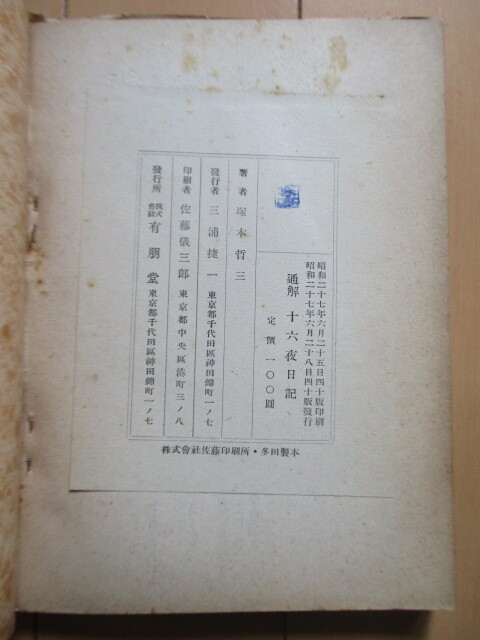 昭和二十七年六月二十五日四十版印刷
昭和二十七年六月二十八日四十版發行
通解 十六夜日記
定價 一〇〇圓
著者 塚本哲三
發行者 三浦捷一
東京都千代田區神田錦町一ノ七
印刷者 佐藤儀三郎
東京都中央區湊町三ノ八
發行所 株式會社 有朋堂
東京都千代田區神田錦町一ノ七
株式會社佐藤印刷所・多田製本